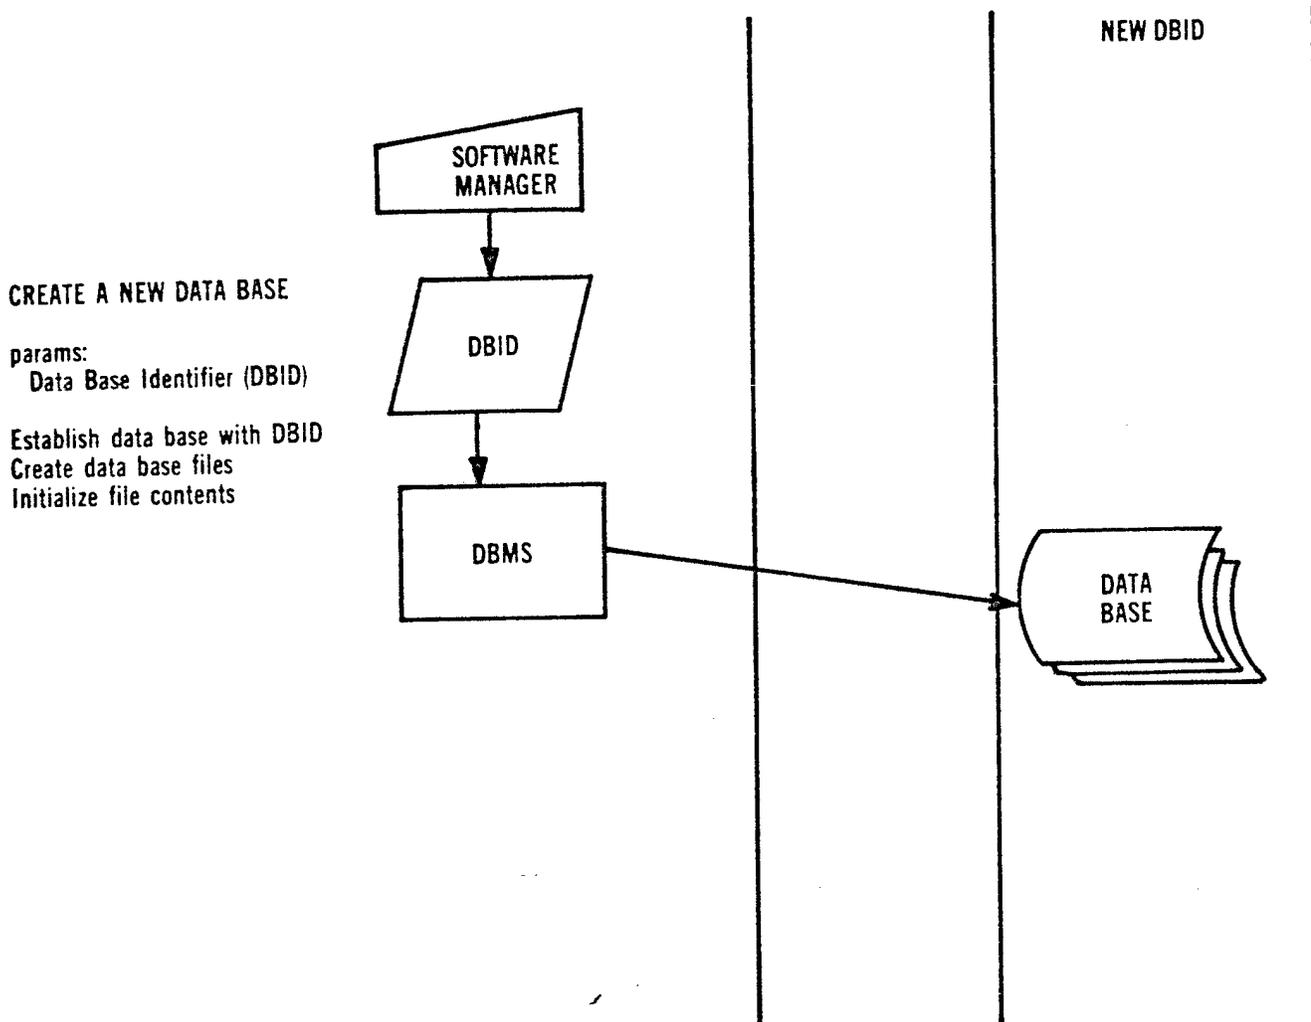 NEW DBID
SOFTWARE
MANAGER
CREATE A NEW DATA BASE
params:
Data Base Identifier (DBID)
Establish data base with DBID
Create data base files
Initialize file contents
DBID
DBMS
DATA
BASE